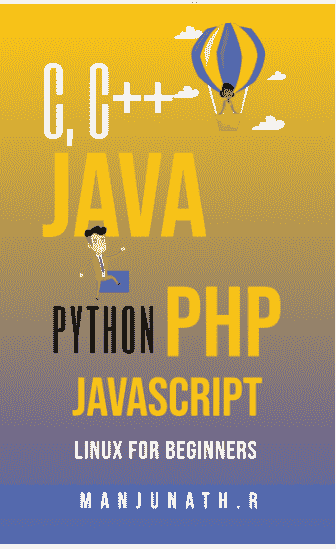 C, C++
JAVA
PYTHON PHP
JAVASCRIPT
LINUX FOR BEGINNERS
MANJUNATH.R